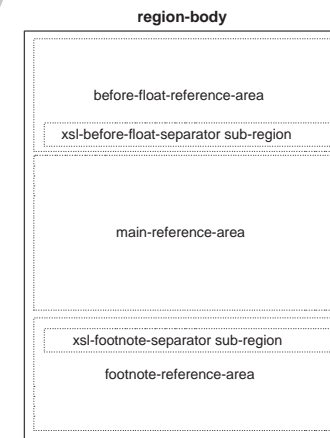 region-body
before-float-reference-area
xsl-before-float-separator sub-region
main-reference-area
xsl-footnote-separator sub-region
footnote-reference-area